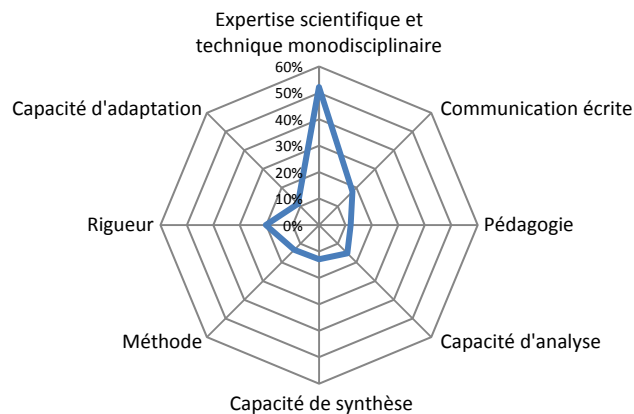 Expertise scientifique et
technique monodisciplinaire
60%
50%
40%
30%
20%
10%
0%
Communication écrite
Pédagogie
Capacité d'analyse
Capacité de synthèse
Méthode
Rigueur
Capacité d'adaptation